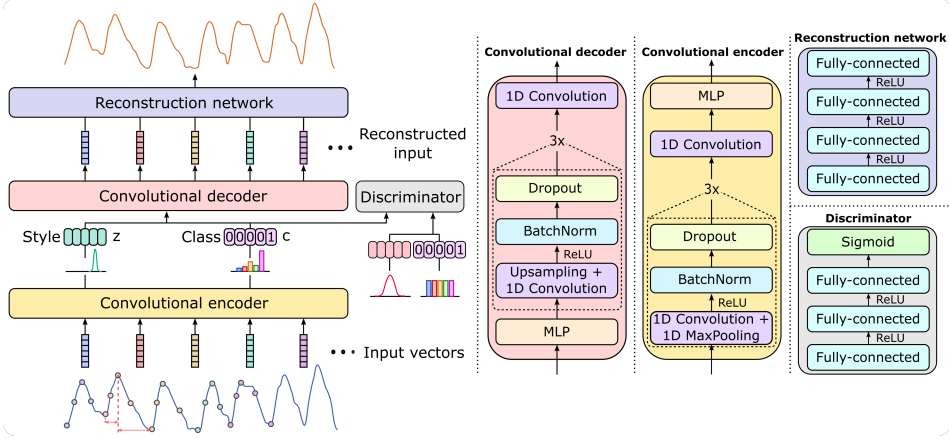 Reconstruction network
Reconstructed
input
Convolutional decoder
Discriminator
Style
z
Class
00001
c
00001
Convolutional encoder
Input vectors
Convolutional decoder
1D Convolution
3x
Dropout
BatchNorm
ReLU
Upsampling +
1D Convolution
MLP
Convolutional encoder
MLP
1D Convolution
3x
Dropout
BatchNorm
ReLU
1D Convolution +
1D MaxPooling
Reconstruction network
Fully-connected
ReLU
Fully-connected
ReLU
Fully-connected
ReLU
Fully-connected
Discriminator
Sigmoid
Fully-connected
ReLU
Fully-connected
ReLU
Fully-connected